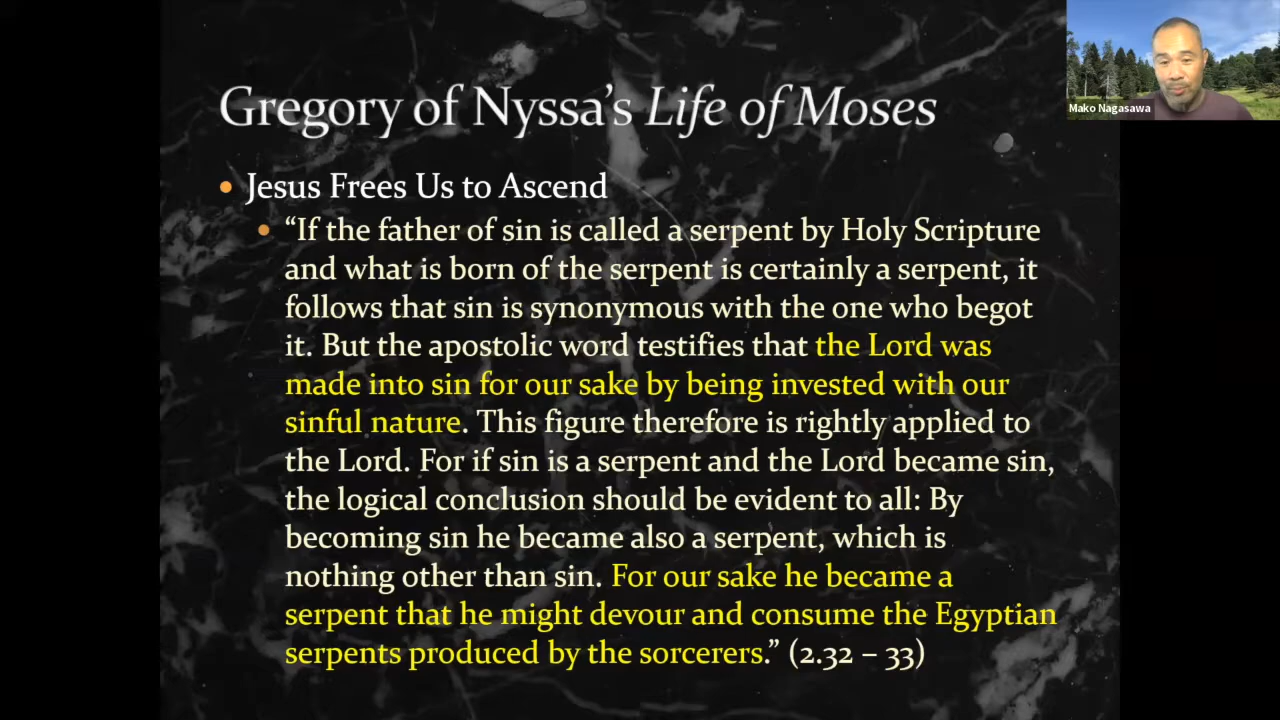 Gregory of Nyssa's Life of Moses
Mako Nagasawa
• Jesus Frees Us to Ascend
• “If the father of sin is called a serpent by Holy Scripture
and what is born of the serpent is certainly a serpent, it
follows that sin is synonymous with the one who begot
it. But the apostolic word testifies that the Lord was
made into sin for our sake by being invested with our
sinful nature. This figure therefore is rightly applied to
the Lord. For if sin is a serpent and the Lord became sin,
the logical conclusion should be evident to all: By
becoming sin he became also a serpent, which is
nothing other than sin. For our sake he became a
serpent that he might devour and consume the Egyptian
serpents produced by the sorcerers.” (2.32 – 33)